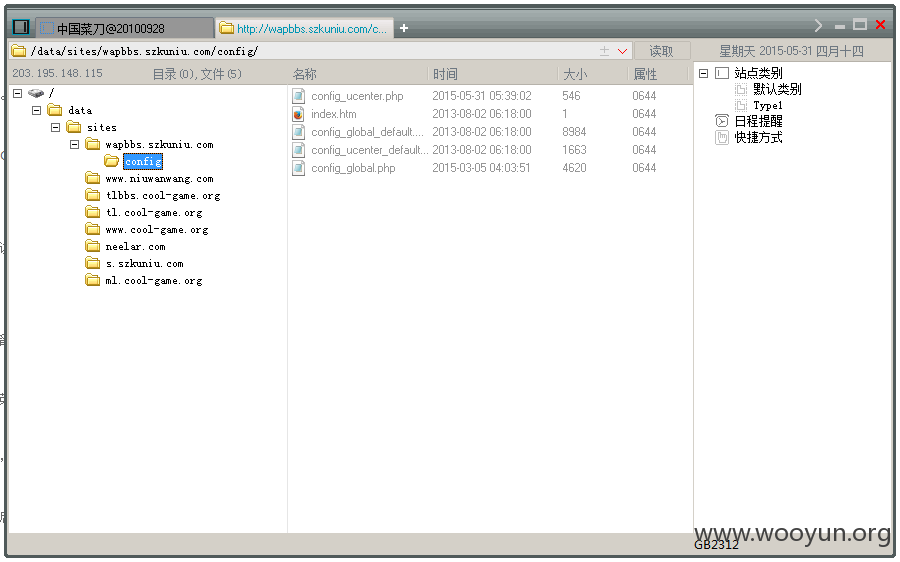 中国菜刀@20100928
http://wapbbs.szkuniu.com/c...
+
/data/sites/wapbbs.szkuniu.com/config/
读取
星期天 2015-05-31 四月十四
203.195.148.115
目录(0),文件(5)
名称 时间 大小 属性
/
data
sites
wapbbs.szkuniu.com
config
www.niuwanwang.com
tlbbs.cool-game.org
tl.cool-game.org
www.cool-game.org
neelar.com
s.szkuniu.com
ml.cool-game.org
config_ucenter.php 2015-05-31 05:39:02 546 0644
index.htm 2013-08-02 06:18:00 1 0644
config_global_default.... 2013-08-02 06:18:00 8984 0644
config_ucenter_default... 2013-08-02 06:18:00 1663 0644
config_global.php 2015-03-05 04:03:51 4620 0644
站点类别
默认类别
Type1
日程提醒
快捷方式
www.wooyun.org
GB2312